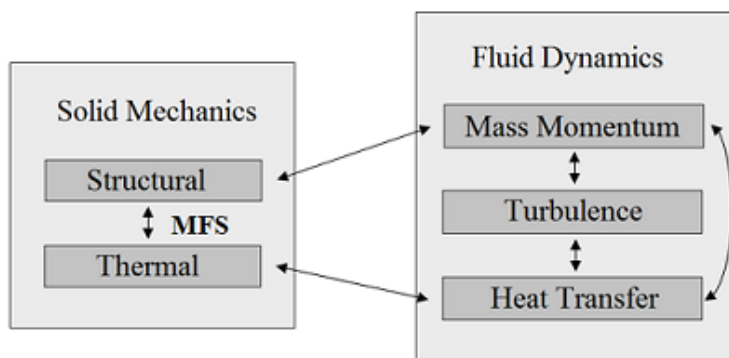 Solid Mechanics
Structural
MFS
Thermal
Fluid Dynamics
Mass Momentum
Turbulence
Heat Transfer